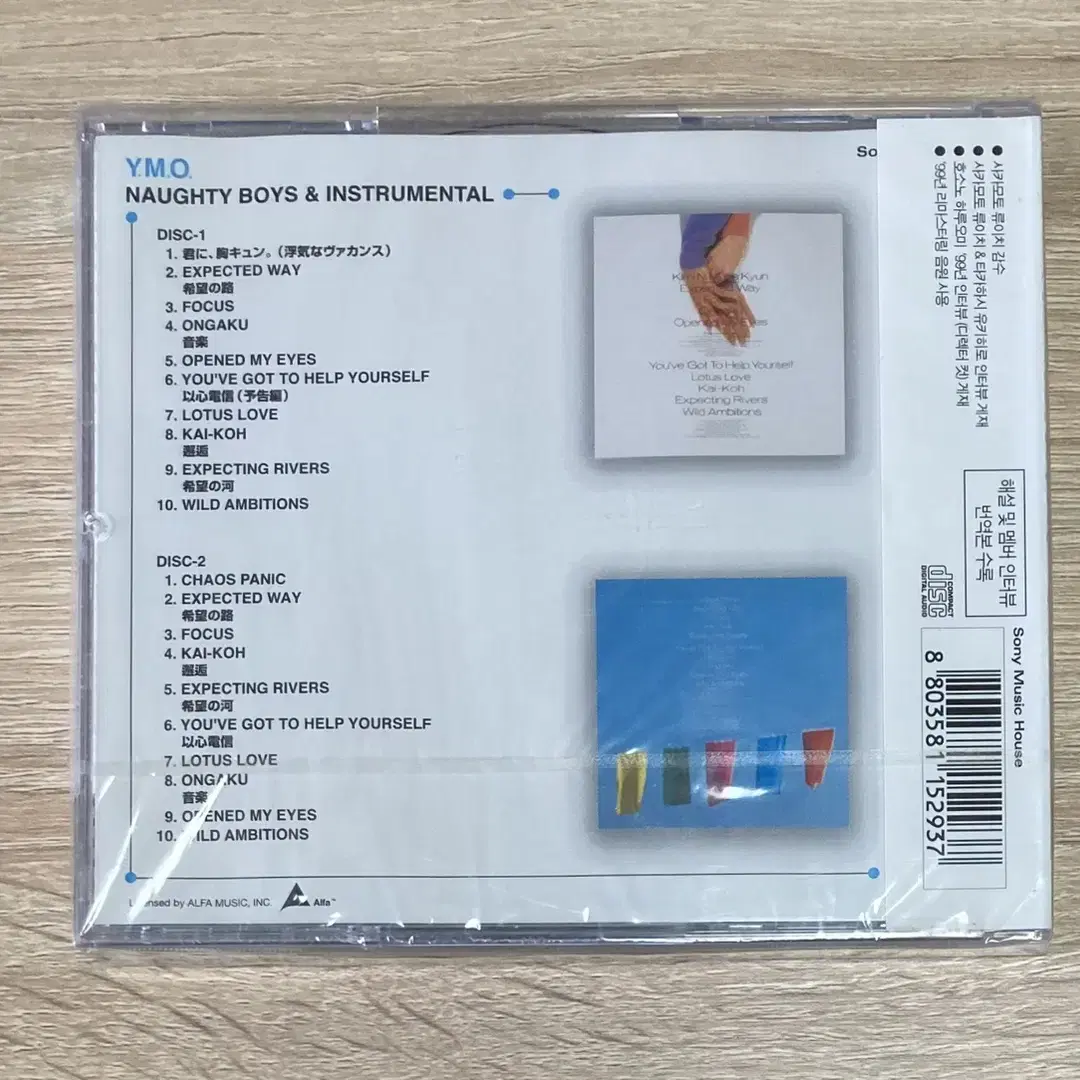 Y.M.O.
NAUGHTY BOYS & INSTRUMENTAL
DISC-1
1. 君に、胸キュン。(浮気なヴァカンス)
2. EXPECTED WAY
希望の路
3. FOCUS
4. ONGAKU
音楽
5. OPENED MY EYES
6. YOU'VE GOT TO HELP YOURSELF
以心電信(予告編)
7. LOTUS LOVE
8. KAI-KOH
邂逅
9. EXPECTING RIVERS
希望の河
10. WILD AMBITIONS
DISC-2
1. CHAOS PANIC
2. EXPECTED WAY
希望の路
3. FOCUS
4. KAI-KOH
邂逅
5. EXPECTING RIVERS
希望の河
6. YOU'VE GOT TO HELP YOURSELF
以心電信
7. LOTUS LOVE
8. ONGAKU
音楽
9. OPENED MY EYES
10. WILD AMBITIONS
Licensed by ALFA MUSIC, INC.
Alfa™
So
You've Got To Help Yourself
Lotus Love
Kai-Koh
Expecting Rivers
Wild Ambitions
● 사카모토 류이치 감수
● 사카모토 류이치 & 타카하시 유키히로 인터뷰 게재
● 호소노 하루오미 '99년 인터뷰 (디렉터 컷) 게재
● '99년 리마스터링 음원 사용
해설 및 멤버 인터뷰
번역본 수록
COMPACT
disc
DIGITAL AUDIO
Sony Music House
8 803581 152937